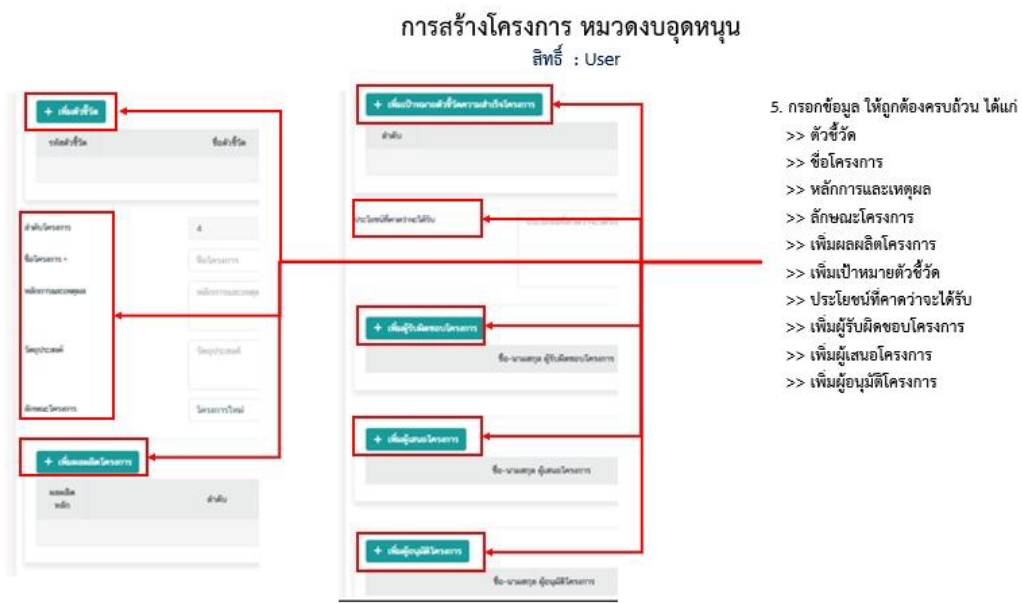 การสร้างโครงการ หมวดงบอุดหนุน
สิทธิ์ : User
+ เพิ่มตัวชี้วัด
รหัสตัวชี้วัด ชื่อตัวชี้วัด
ลำดับโครงการ 4
ชื่อโครงการ * ชื่อโครงการ
หลักการและเหตุผล หลักการและเหตุผล
วัตถุประสงค์ วัตถุประสงค์
ลักษณะโครงการ โครงการใหม่
+ เพิ่มผลผลิตโครงการ
ผลผลิต
หลัก ลำดับ
+ เพิ่มเป้าหมายตัวชี้วัดความสำเร็จโครงการ
ลำดับ
ประโยชน์ที่คาดว่าจะได้รับ ประโยชน์ที่คาดว่าจะได้รับ
+ เพิ่มผู้รับผิดชอบโครงการ
ชื่อ-นามสกุล ผู้รับผิดชอบโครงการ
+ เพิ่มผู้เสนอโครงการ
ชื่อ-นามสกุล ผู้เสนอโครงการ
+ เพิ่มผู้อนุมัติโครงการ
ชื่อ-นามสกุล ผู้อนุมัติโครงการ
5. กรอกข้อมูล ให้ถูกต้องครบถ้วน ได้แก่
>> ตัวชี้วัด
>> ชื่อโครงการ
>> หลักการและเหตุผล
>> ลักษณะโครงการ
>> เพิ่มผลผลิตโครงการ
>> เพิ่มเป้าหมายตัวชี้วัด
>> ประโยชน์ที่คาดว่าจะได้รับ
>> เพิ่มผู้รับผิดชอบโครงการ
>> เพิ่มผู้เสนอโครงการ
>> เพิ่มผู้อนุมัติโครงการ